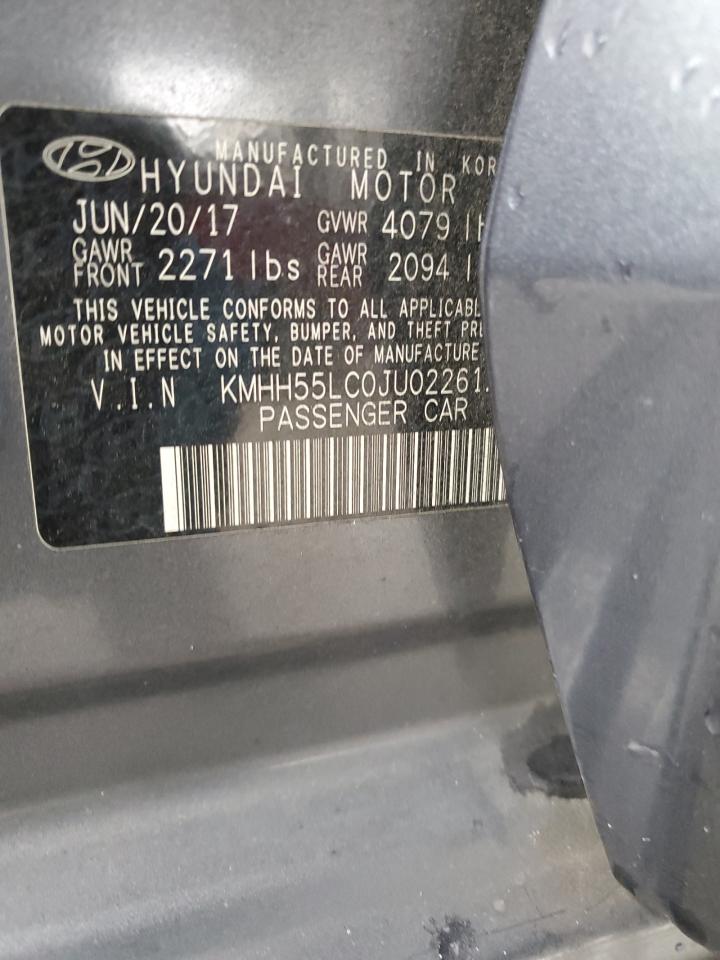 MANUFACTURED IN KOR
HYUNDAI MOTOR
JUN/20/17 GVWR 4079
GAWR FRONT 2271 lbs GAWR REAR 2094
THIS VEHICLE CONFORMS TO ALL APPLICABL
MOTOR VEHICLE SAFETY, BUMPER, AND THEFT PR
IN EFFECT ON THE DATE OF MANUFACTURE
V.I.N KMHH55LC0JU02261
PASSENGER CAR